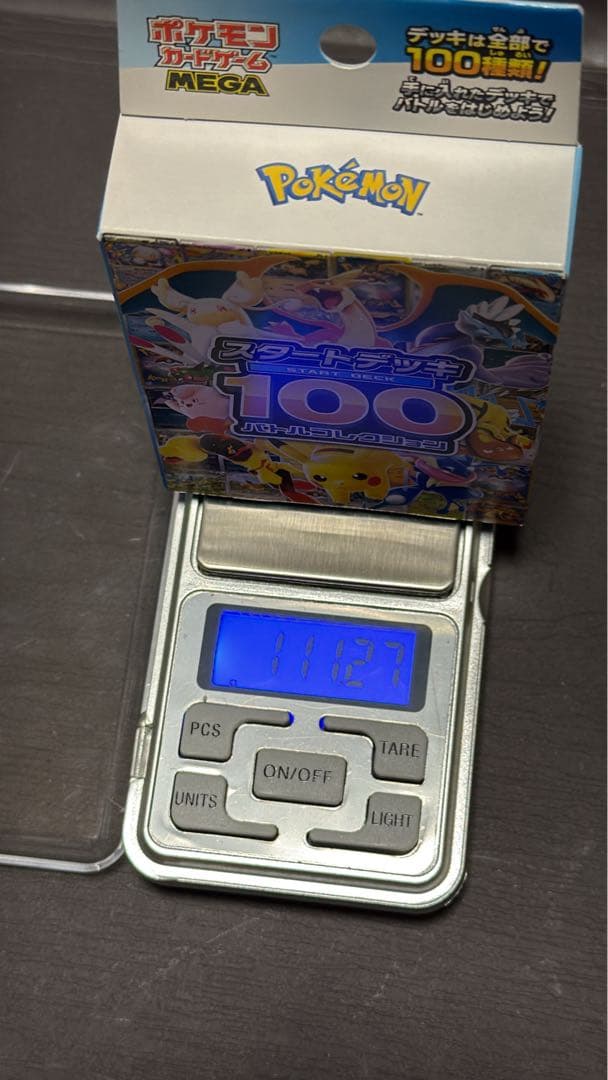 ポケモン
カードゲーム
MEGA
デッキは全部で
100種類!
手に入れたデッキで
バトルをはじめよう!
POKéMON
スタートデッキ
START DECK
100
バトルコレクション
111.27
PCS
TARE
ON/OFF
UNITS
LIGHT